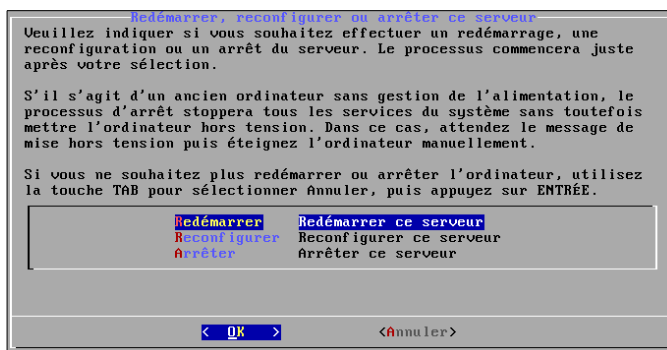 Redémarrer, reconfigurer ou arrêter ce serveur
Veuillez indiquer si vous souhaitez effectuer un redémarrage, une
reconfiguration ou un arrêt du serveur. Le processus commencera juste
après votre sélection.
S'il s'agit d'un ancien ordinateur sans gestion de l'alimentation, le
processus d'arrêt stoppera tous les services du système sans toutefois
mettre l'ordinateur hors tension. Dans ce cas, attendez le message de
mise hors tension puis éteignez l'ordinateur manuellement.
Si vous ne souhaitez plus redémarrer ou arrêter l'ordinateur, utilisez
la touche TAB pour sélectionner Annuler, puis appuyez sur ENTRÉE.
Redémarrer Redémarrer ce serveur
Reconfigurer Reconfigurer ce serveur
Arrêter Arrêter ce serveur
< OK > <Annuler>